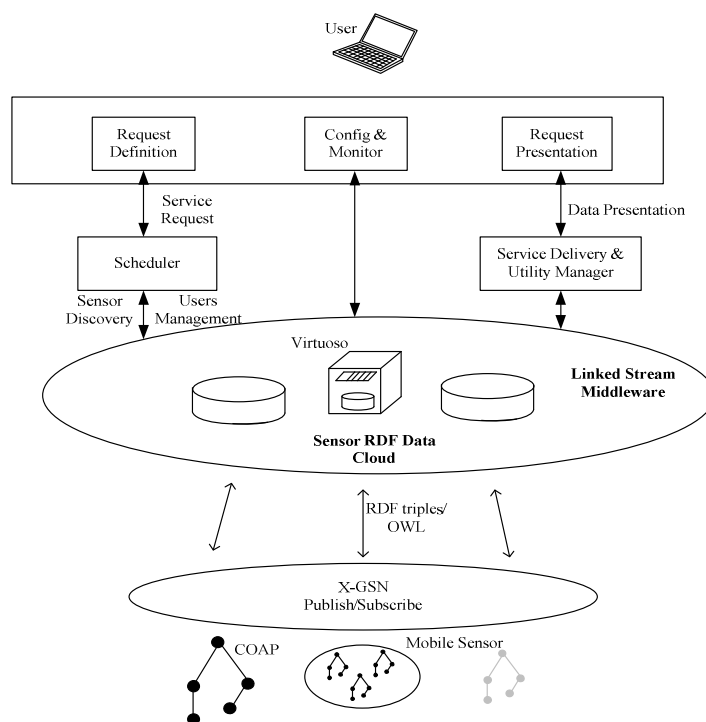 User
Request
Definition
Config &
Monitor
Request
Presentation
Service
Request
Data Presentation
Scheduler
Service Delivery &
Utility Manager
Sensor
Discovery
Users
Management
Virtuoso
Linked Stream
Middleware
Sensor RDF Data
Cloud
RDF triples/
OWL
X-GSN
Publish/Subscribe
COAP
Mobile Sensor